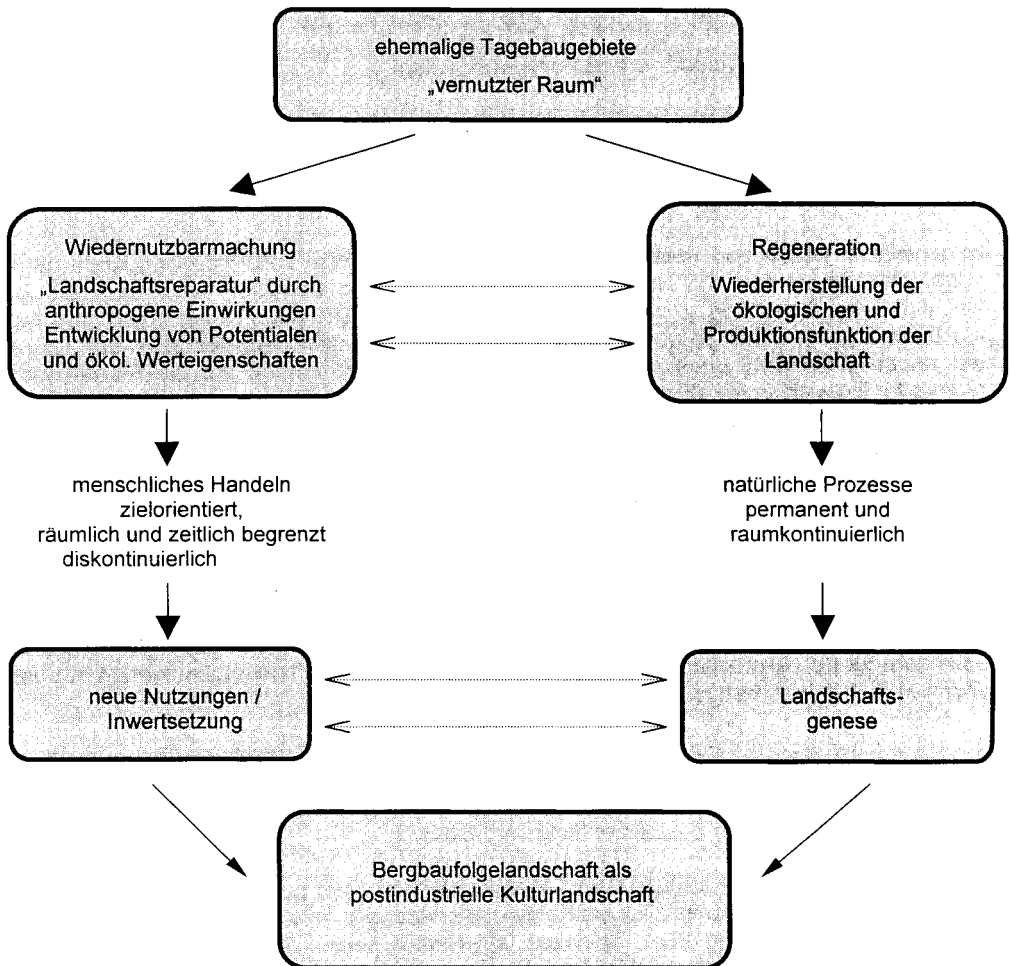 ehemalige Tagebaugebiete
„vernutzter Raum“
Wiedernutzbarmachung
„Landschaftsreparatur“ durch
anthropogene Einwirkungen
Entwicklung von Potentialen
und ökol. Werteigenschaften
Regeneration
Wiederherstellung der
ökologischen und
Produktionsfunktion der
Landschaft
menschliches Handeln
zielorientiert,
räumlich und zeitlich begrenzt
diskontinuierlich
natürliche Prozesse
permanent und
raumkontinuierlich
neue Nutzungen /
Inwertsetzung
Landschafts-
genese
Bergbaufolgelandschaft als
postindustrielle Kulturlandschaft